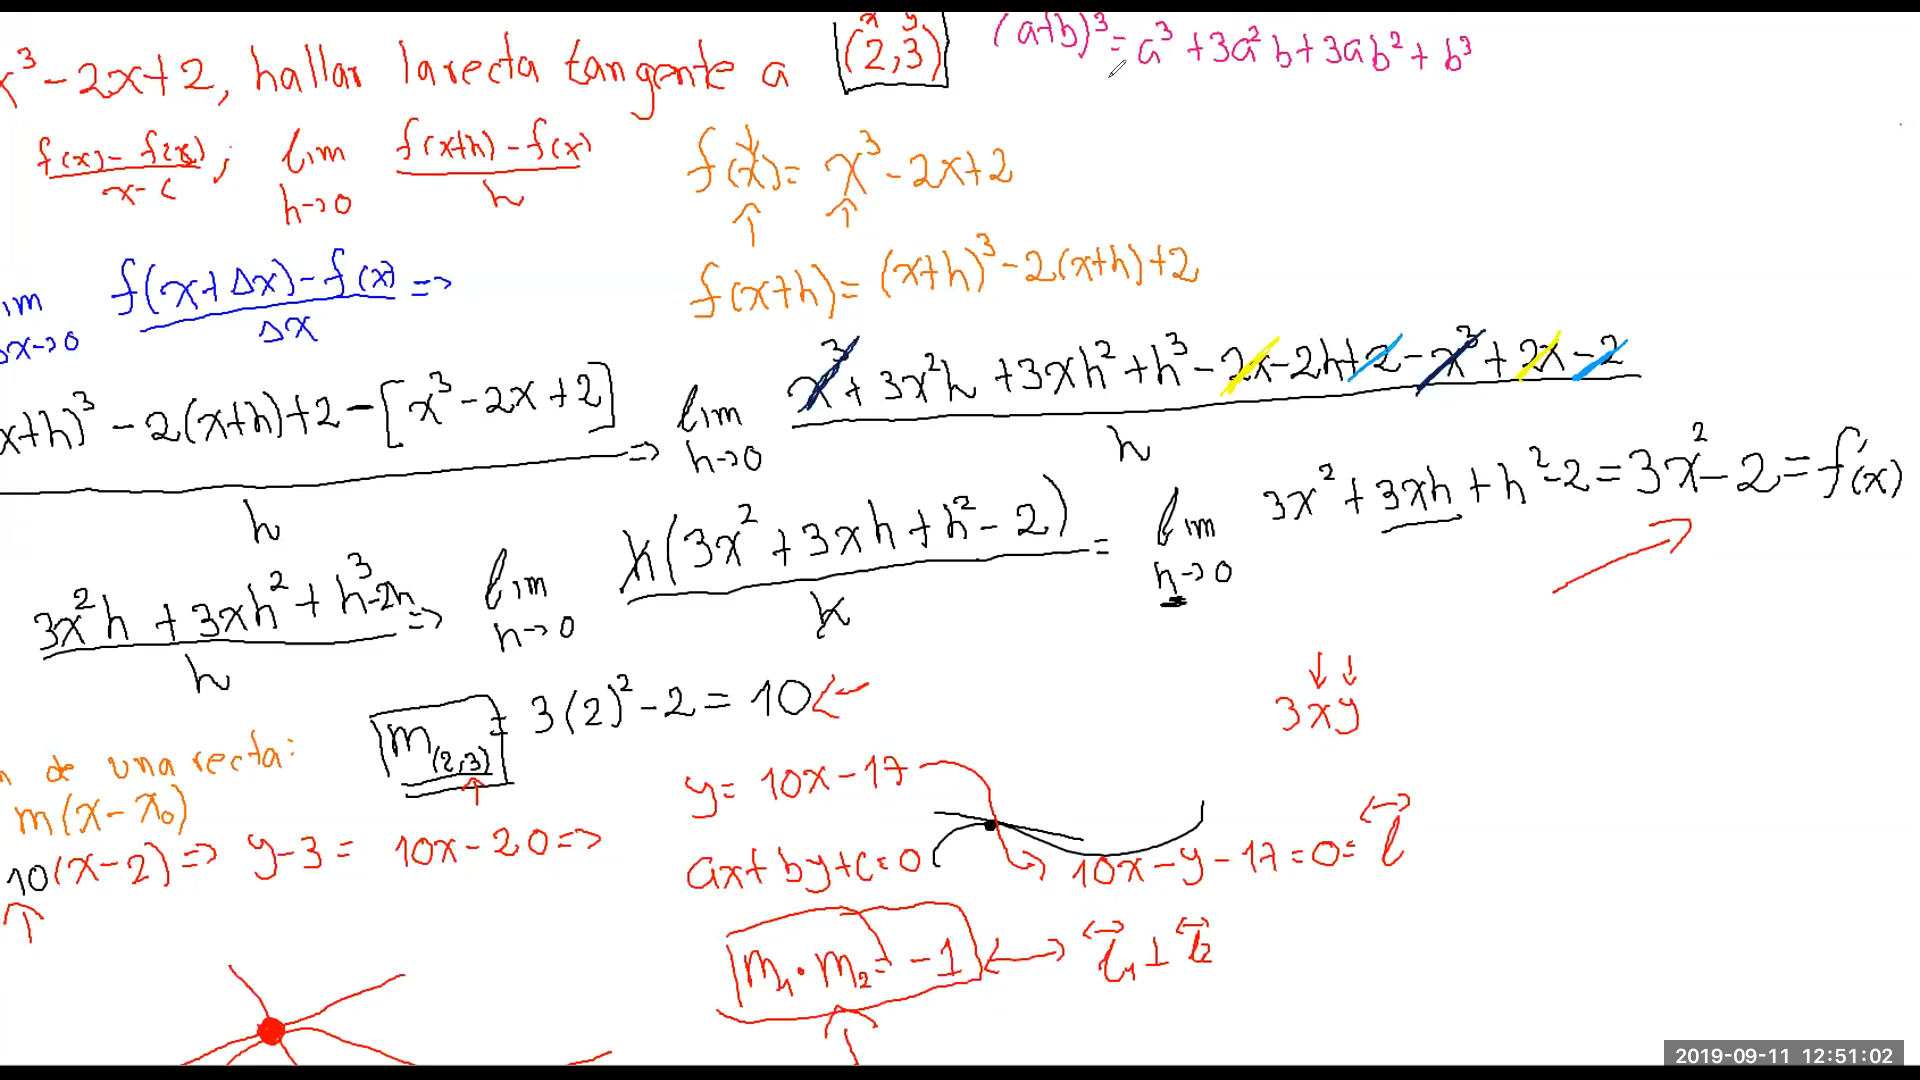 x³ - 2x + 2, hallar la recta tangente a (2,3)
x y
(a+b)³ = a³ + 3a²b + 3ab² + b³
f(x) - f(c) / x - c ; lim h→0 f(x+h) - f(x) / h
f(x) = x³ - 2x + 2
f(x+h) = (x+h)³ - 2(x+h) + 2
lim Δx→0 f(x+Δx) - f(x) / Δx =>
x+h)³ - 2(x+h) + 2 - [x³ - 2x + 2] / h => lim h→0 x³ + 3x²h + 3xh² + h³ - 2x - 2h + 2 - x³ + 2x - 2 / h
3x²h + 3xh² + h³ - 2h / h => lim h→0 h(3x² + 3xh + h² - 2) / h = lim h→0 3x² + 3xh + h² - 2 = 3x² - 2 = f'(x)
m(2,3) = 3(2)² - 2 = 10
3xy
de una recta:
m(x - x₀)
10(x-2) => y - 3 = 10x - 20 =>
y = 10x - 17
ax + by + c = 0
10x - y - 17 = 0 = l
m₁ · m₂ = -1 ↔ l₁ ⊥ l₂
2019-09-11 12:51:02